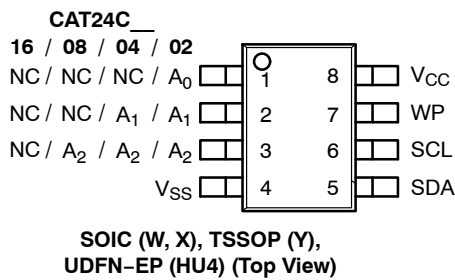 CAT24C__
16 / 08 / 04 / 02
NC / NC / NC / A0 1 8 VCC
NC / NC / A1 / A1 2 7 WP
NC / A2 / A2 / A2 3 6 SCL
VSS 4 5 SDA
SOIC (W, X), TSSOP (Y),
UDFN−EP (HU4) (Top View)